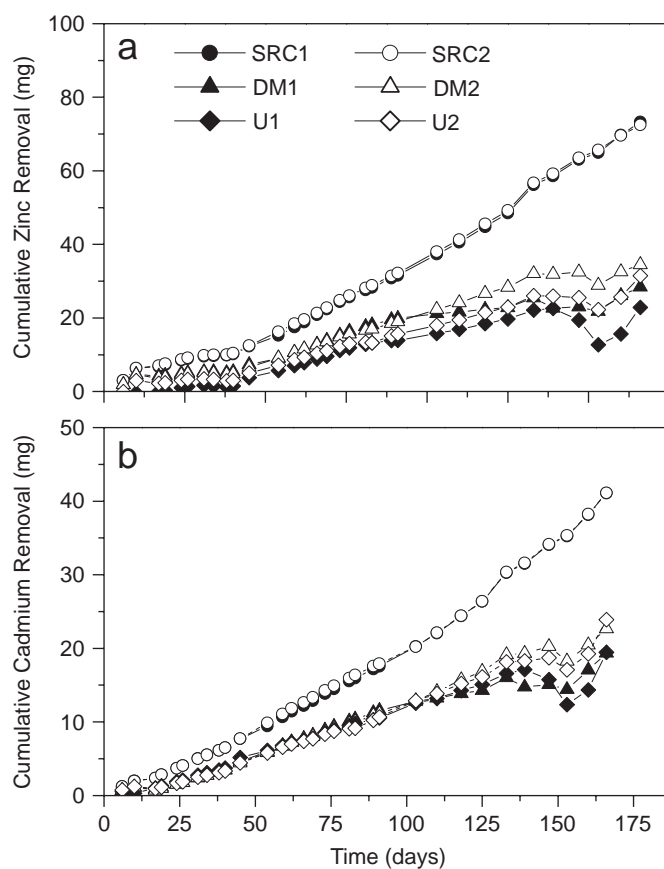 100
80
60
40
20
0
Cumulative Zinc Removal (mg)
a
SRC1
SRC2
DM1
DM2
U1
U2
50
40
30
20
10
0
Cumulative Cadmium Removal (mg)
b
0 25 50 75 100 125 150 175
Time (days)